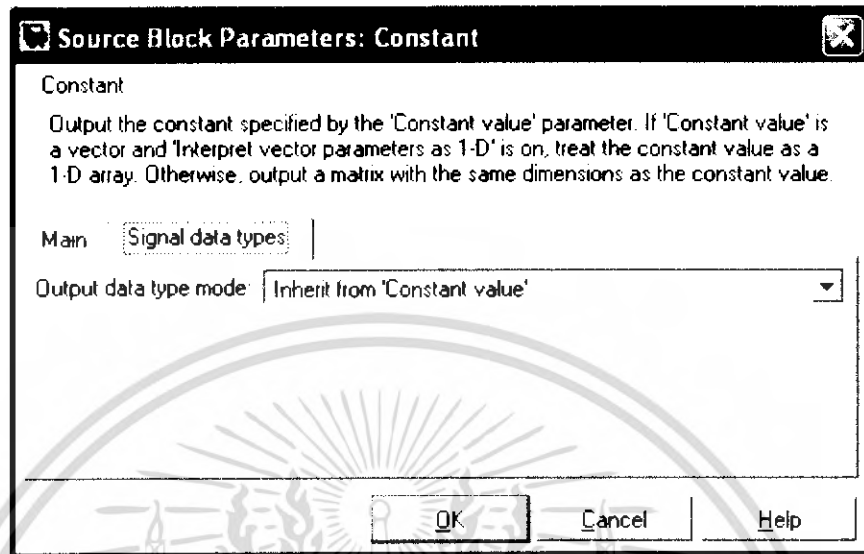 Source Block Parameters: Constant
Constant
Output the constant specified by the 'Constant value' parameter. If 'Constant value' is
a vector and 'Interpret vector parameters as 1-D' is on, treat the constant value as a
1-D array. Otherwise, output a matrix with the same dimensions as the constant value.
Main Signal data types
Output data type mode: Inherit from 'Constant value'
OK Cancel Help